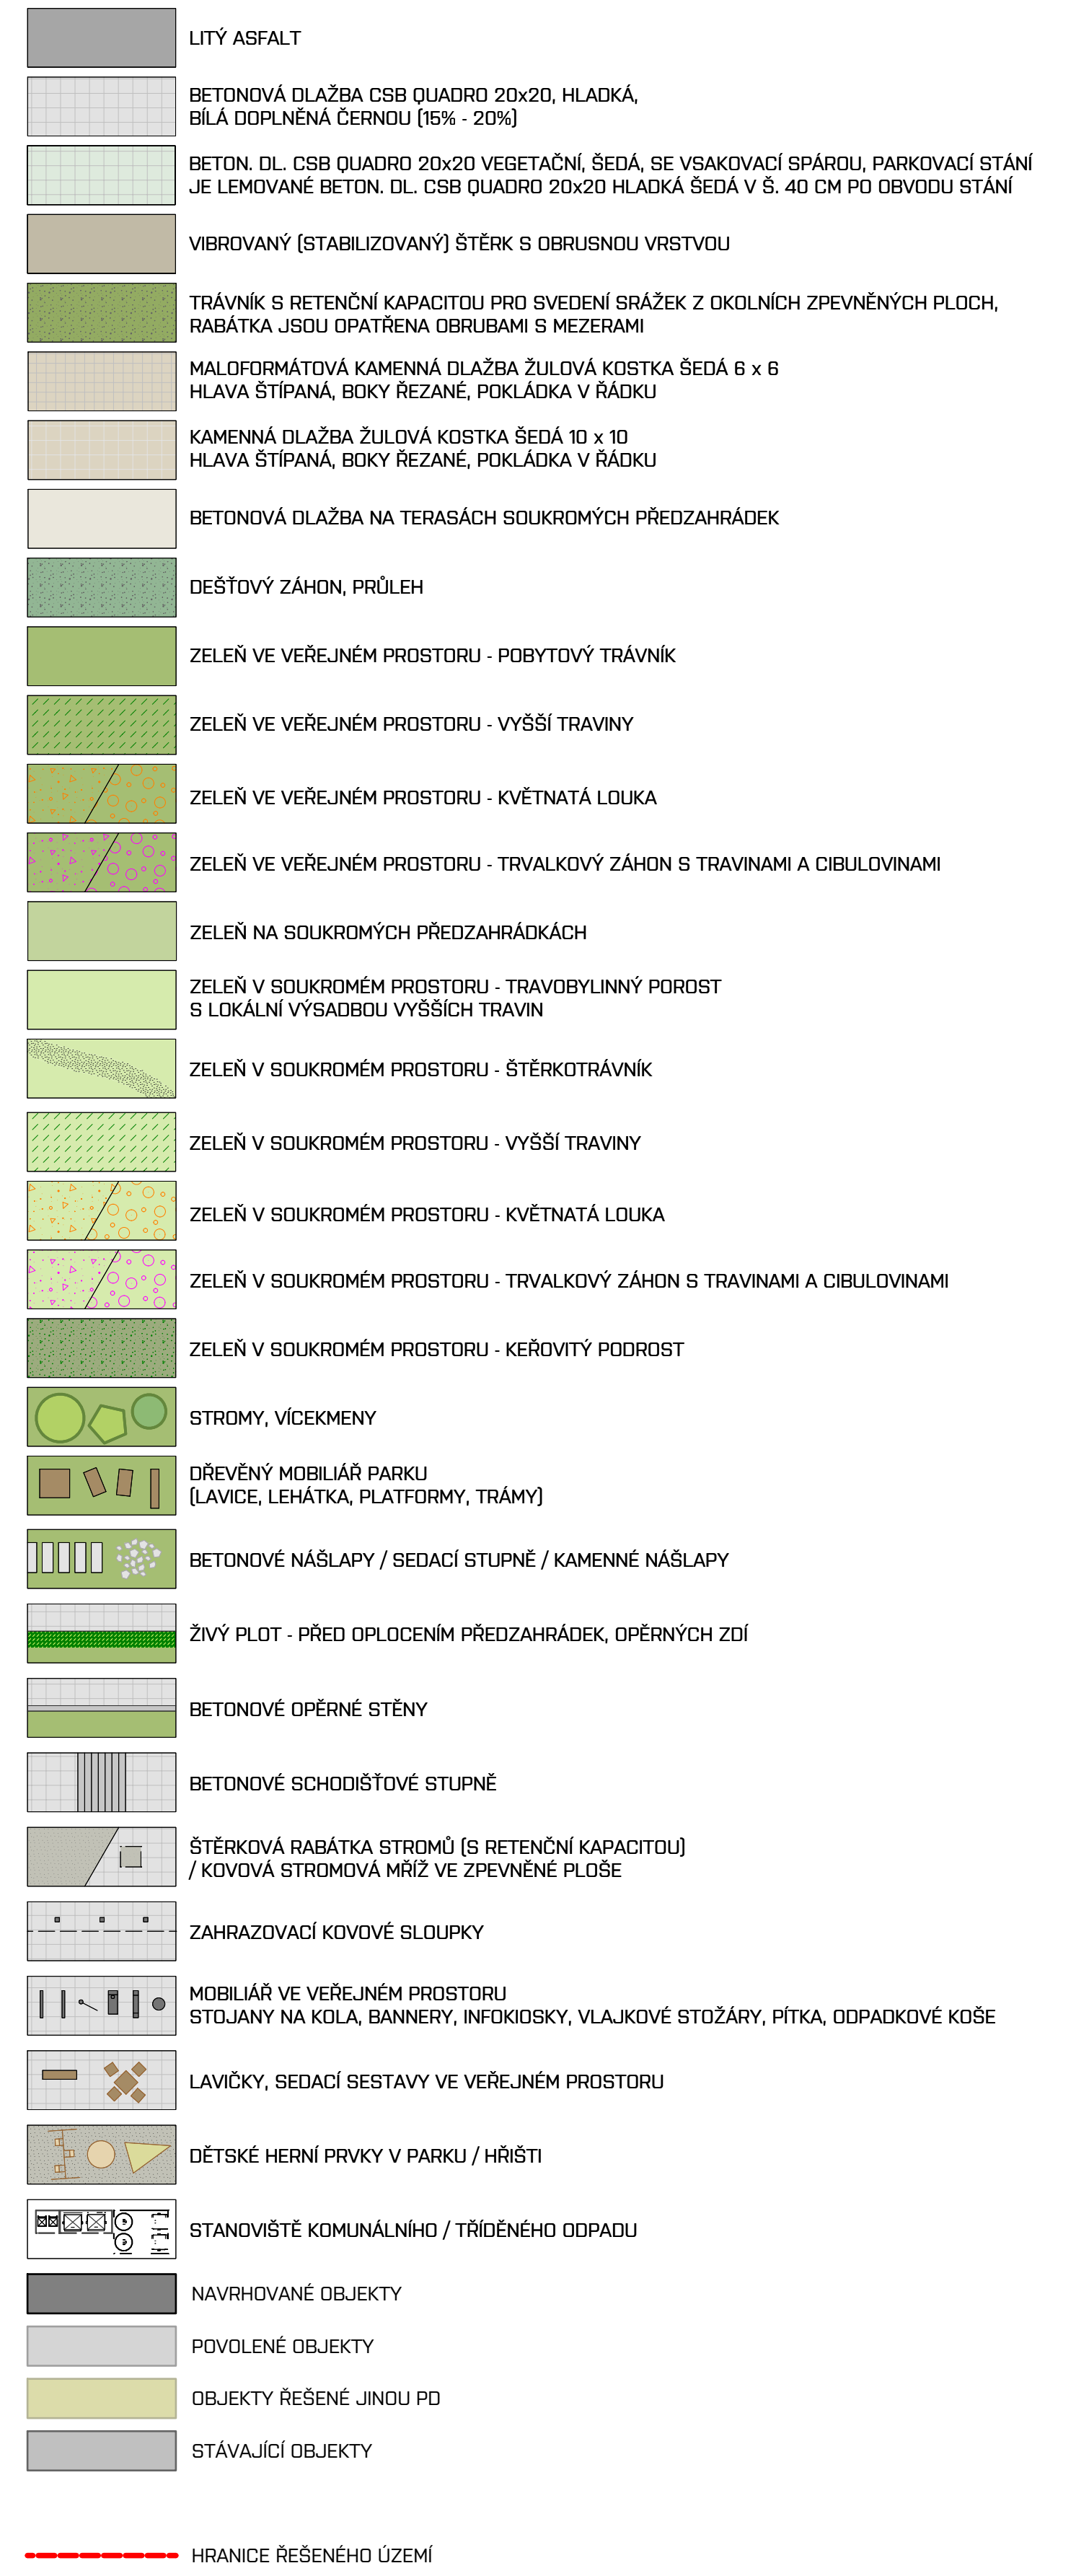 LITÝ ASFALT
BETONOVÁ DLAŽBA CSB QUADRO 20x20, HLADKÁ,
BÍLÁ DOPLNĚNÁ ČERNOU (15% - 20%)
BETON. DL. CSB QUADRO 20x20 VEGETAČNÍ, ŠEDÁ, SE VSAKOVACÍ SPÁROU, PARKOVACÍ STÁNÍ
JE LEMOVANÉ BETON. DL. CSB QUADRO 20x20 HLADKÁ ŠEDÁ V Š. 40 CM PO OBVODU STÁNÍ
VIBROVANÝ (STABILIZOVANÝ) ŠTĚRK S OBRUSNOU VRSTVOU
TRÁVNÍK S RETENČNÍ KAPACITOU PRO SVEDENÍ SRÁŽEK Z OKOLNÍCH ZPEVNĚNÝCH PLOCH,
RABÁTKA JSOU OPATŘENA OBRUBAMI S MEZERAMI
MALOFORMÁTOVÁ KAMENNÁ DLAŽBA ŽULOVÁ KOSTKA ŠEDÁ 6 x 6
HLAVA ŠTÍPANÁ, BOKY ŘEZANÉ, POKLÁDKA V ŘÁDKU
KAMENNÁ DLAŽBA ŽULOVÁ KOSTKA ŠEDÁ 10 x 10
HLAVA ŠTÍPANÁ, BOKY ŘEZANÉ, POKLÁDKA V ŘÁDKU
BETONOVÁ DLAŽBA NA TERASÁCH SOUKROMÝCH PŘEDZAHRÁDEK
DEŠŤOVÝ ZÁHON, PRŮLEH
ZELEŇ VE VEŘEJNÉM PROSTORU - POBYTOVÝ TRÁVNÍK
ZELEŇ VE VEŘEJNÉM PROSTORU - VYŠŠÍ TRAVINY
ZELEŇ VE VEŘEJNÉM PROSTORU - KVĚTNATÁ LOUKA
ZELEŇ VE VEŘEJNÉM PROSTORU - TRVALKOVÝ ZÁHON S TRAVINAMI A CIBULOVINAMI
ZELEŇ NA SOUKROMÝCH PŘEDZAHRÁDKÁCH
ZELEŇ V SOUKROMÉM PROSTORU - TRAVOBYLINNÝ POROST
S LOKÁLNÍ VÝSADBOU VYŠŠÍCH TRAVIN
ZELEŇ V SOUKROMÉM PROSTORU - ŠTĚRKOTRÁVNÍK
ZELEŇ V SOUKROMÉM PROSTORU - VYŠŠÍ TRAVINY
ZELEŇ V SOUKROMÉM PROSTORU - KVĚTNATÁ LOUKA
ZELEŇ V SOUKROMÉM PROSTORU - TRVALKOVÝ ZÁHON S TRAVINAMI A CIBULOVINAMI
ZELEŇ V SOUKROMÉM PROSTORU - KEŘOVITÝ PODROST
STROMY, VÍCEKMENY
DŘEVĚNÝ MOBILIÁŘ PARKU
(LAVICE, LEHÁTKA, PLATFORMY, TRÁMY)
BETONOVÉ NÁŠLAPY / SEDACÍ STUPNĚ / KAMENNÉ NÁŠLAPY
ŽIVÝ PLOT - PŘED OPLOCENÍM PŘEDZAHRÁDEK, OPĚRNÝCH ZDÍ
BETONOVÉ OPĚRNÉ STĚNY
BETONOVÉ SCHODIŠŤOVÉ STUPNĚ
ŠTĚRKOVÁ RABÁTKA STROMŮ (S RETENČNÍ KAPACITOU)
/ KOVOVÁ STROMOVÁ MŘÍŽ VE ZPEVNĚNÉ PLOŠE
ZAHRAZOVACÍ KOVOVÉ SLOUPKY
MOBILIÁŘ VE VEŘEJNÉM PROSTORU
STOJANY NA KOLA, BANNERY, INFOKIOSKY, VLAJKOVÉ STOŽÁRY, PÍTKA, ODPADKOVÉ KOŠE
LAVIČKY, SEDACÍ SESTAVY VE VEŘEJNÉM PROSTORU
DĚTSKÉ HERNÍ PRVKY V PARKU / HŘIŠTI
STANOVIŠTĚ KOMUNÁLNÍHO / TŘÍDĚNÉHO ODPADU
NAVRHOVANÉ OBJEKTY
POVOLENÉ OBJEKTY
OBJEKTY ŘEŠENÉ JINOU PD
STÁVAJÍCÍ OBJEKTY
HRANICE ŘEŠENÉHO ÚZEMÍ